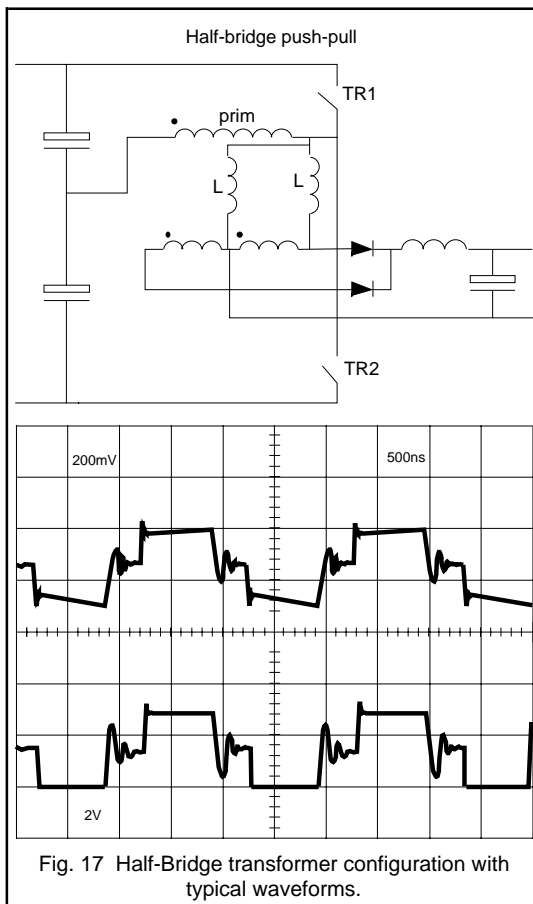 Half-bridge push-pull
TR1
prim
L
L
TR2
200mV
500ns
2V
Fig. 17 Half-Bridge transformer configuration with
typical waveforms.